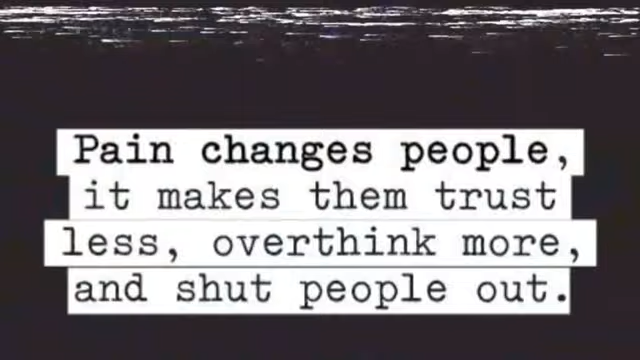 Pain changes people,
it makes them trust
less, overthink more,
and shut people out.